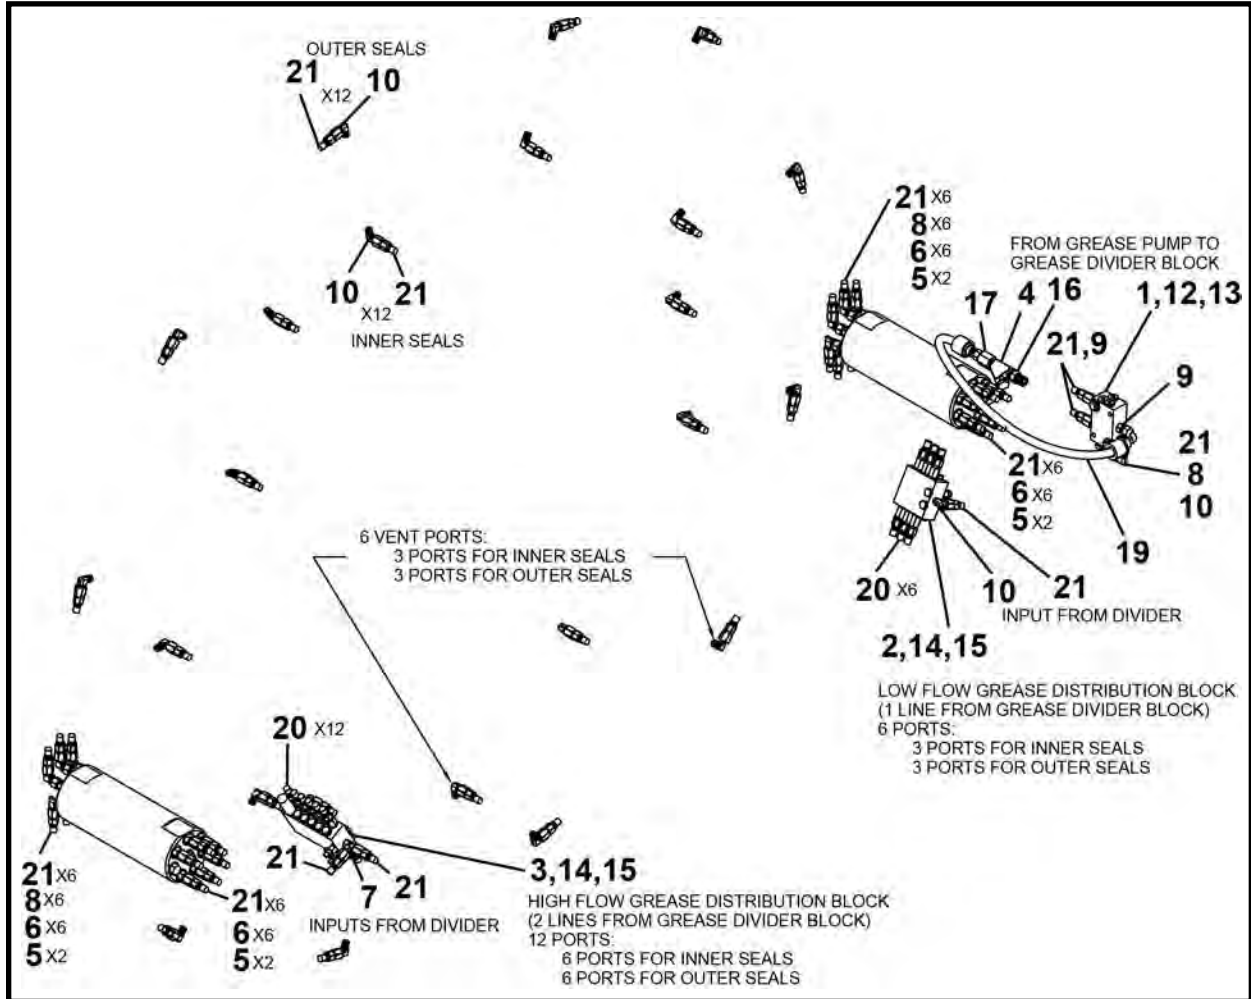 OUTER SEALS
21 X12 10
10 X12 21
INNER SEALS
21 X6
8 X6
6 X6
5 X2
FROM GREASE PUMP TO
GREASE DIVIDER BLOCK
17 4 16 1,12,13
21,9
9
21
8
10
21 X6
6 X6
5 X2
19
20 X6
10 21
INPUT FROM DIVIDER
2,14,15
LOW FLOW GREASE DISTRIBUTION BLOCK
(1 LINE FROM GREASE DIVIDER BLOCK)
6 PORTS:
3 PORTS FOR INNER SEALS
3 PORTS FOR OUTER SEALS
6 VENT PORTS:
3 PORTS FOR INNER SEALS
3 PORTS FOR OUTER SEALS
20 X12
21 7 21
INPUTS FROM DIVIDER
3,14,15
HIGH FLOW GREASE DISTRIBUTION BLOCK
(2 LINES FROM GREASE DIVIDER BLOCK)
12 PORTS:
6 PORTS FOR INNER SEALS
6 PORTS FOR OUTER SEALS
21 X6
8 X6
6 X6
5 X2
21 X6
6 X6
5 X2